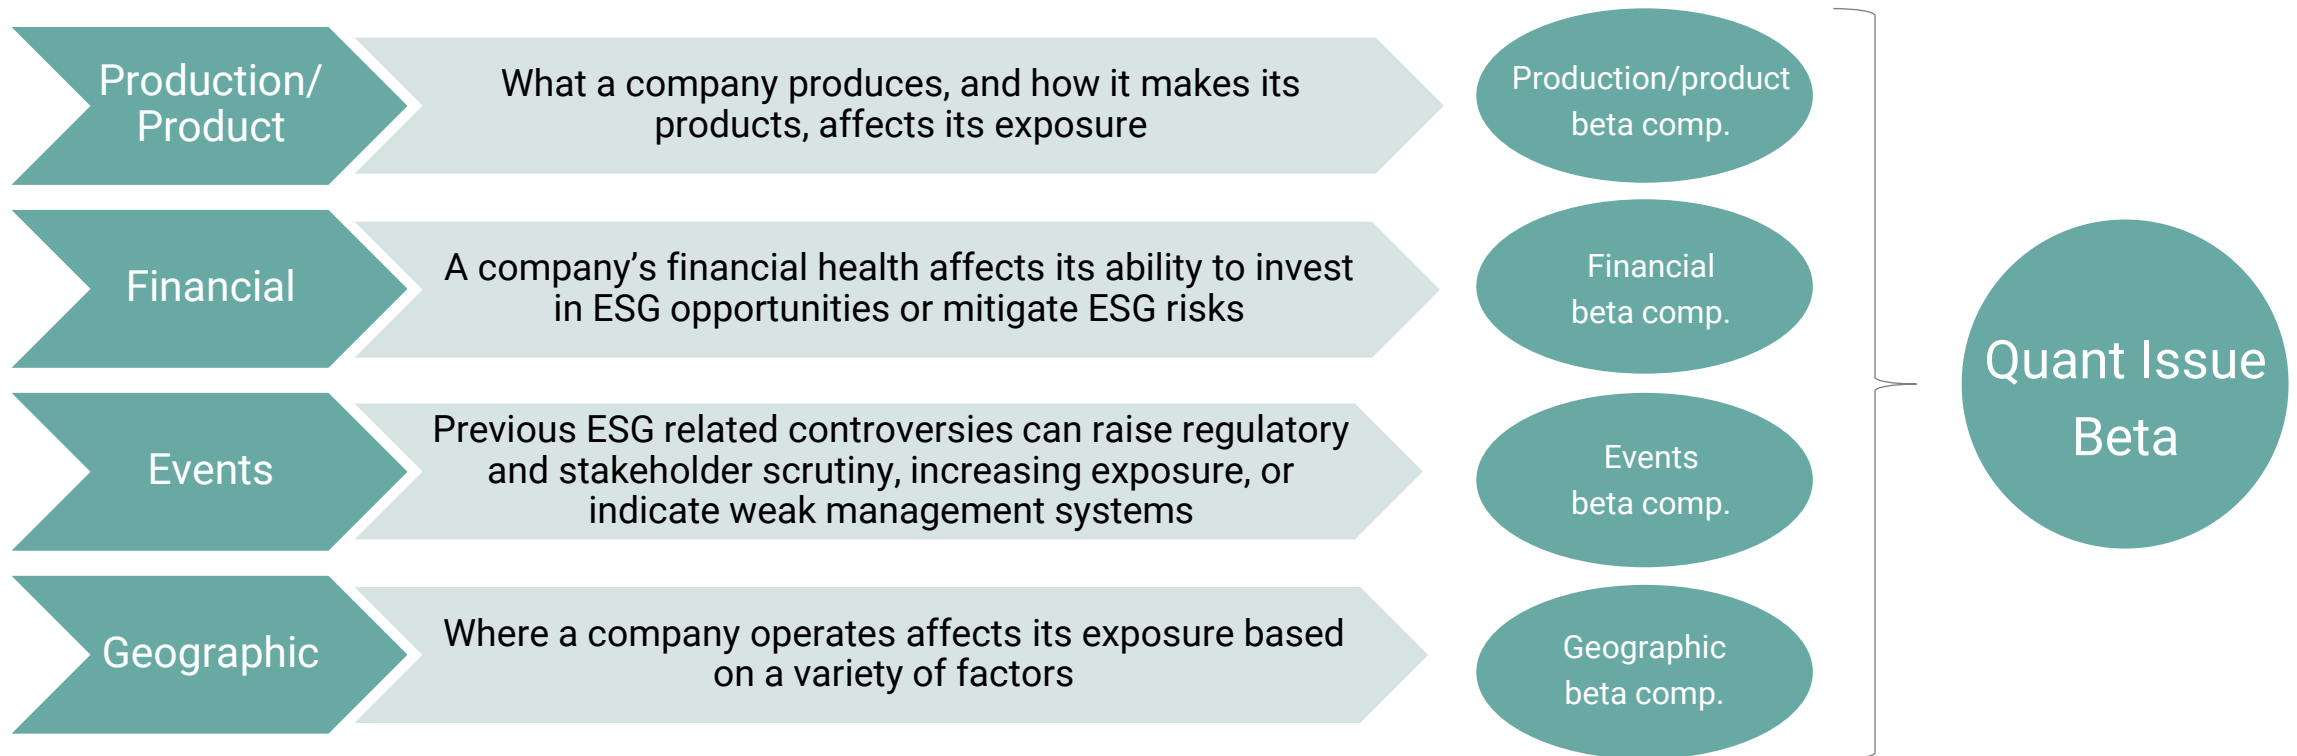 Production/
Product
What a company produces, and how it makes its
products, affects its exposure
Production/product
beta comp.
Financial
A company’s financial health affects its ability to invest
in ESG opportunities or mitigate ESG risks
Financial
beta comp.
Events
Previous ESG related controversies can raise regulatory
and stakeholder scrutiny, increasing exposure, or
indicate weak management systems
Events
beta comp.
Geographic
Where a company operates affects its exposure based
on a variety of factors
Geographic
beta comp.
Quant Issue
Beta